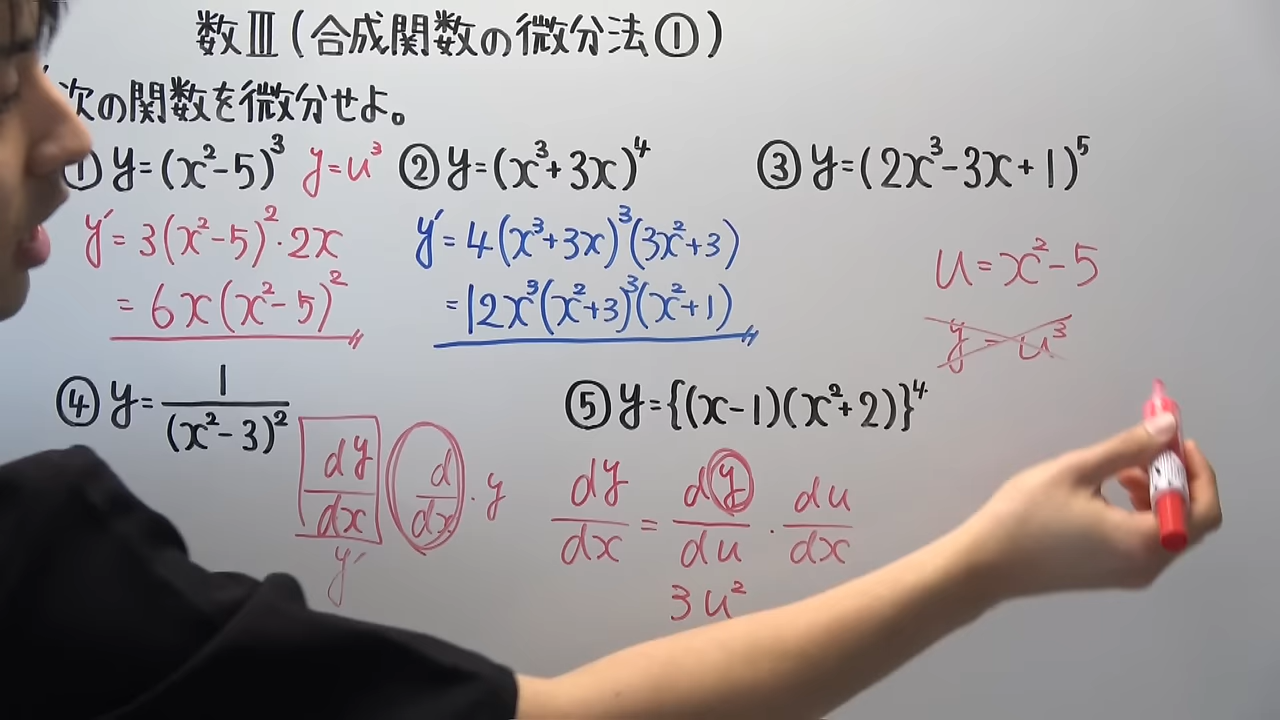 数Ⅲ(合成関数の微分法①)
次の関数を微分せよ。
① y=(x²-5)³ y=u³
y'=3(x²-5)²·2x
=6x(x²-5)²
② y=(x³+3x)⁴
y'=4(x³+3x)³(3x²+3)
=12x³(x²+3)³(x²+1)
③ y=(2x³-3x+1)⁵
u=x²-5
y=u³
④ y=1/(x²-3)²
dy/dx d/dx·y
y'
⑤ y={(x-1)(x²+2)}⁴
dy/dx=dy/du·du/dx
3u²